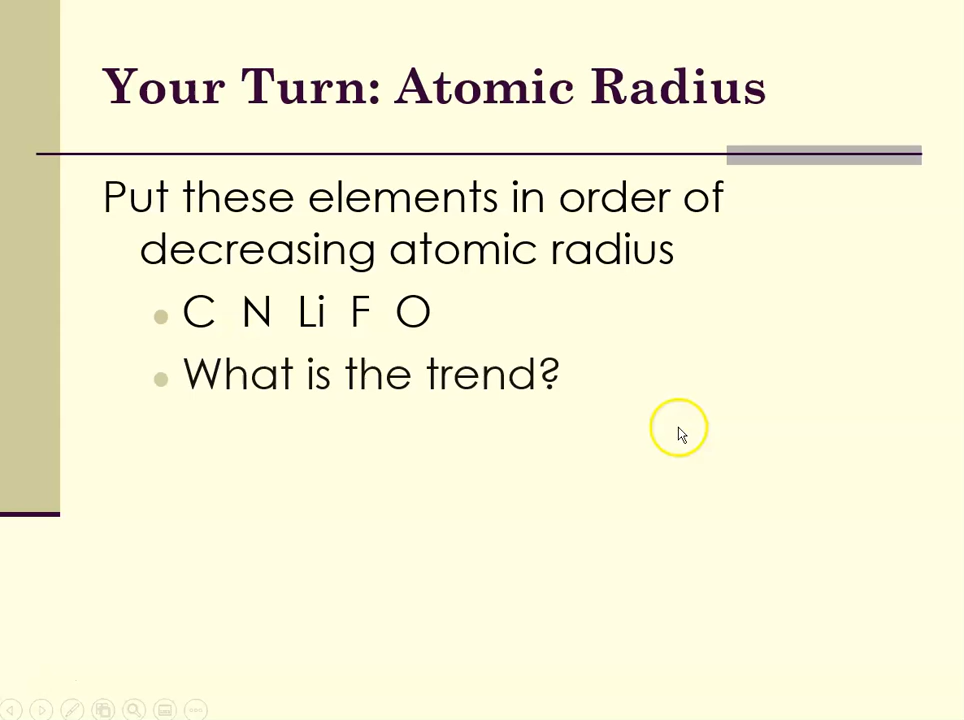 Your Turn: Atomic Radius
Put these elements in order of
decreasing atomic radius
C N Li F O
What is the trend?